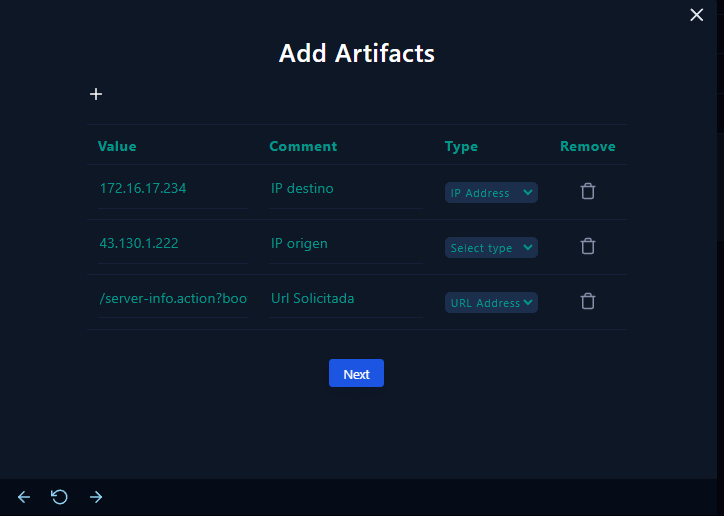 Add Artifacts
+
Value Comment Type Remove
172.16.17.234 IP destino IP Address
43.130.1.222 IP origen Select type
/server-info.action?boo Url Solicitada URL Address
Next